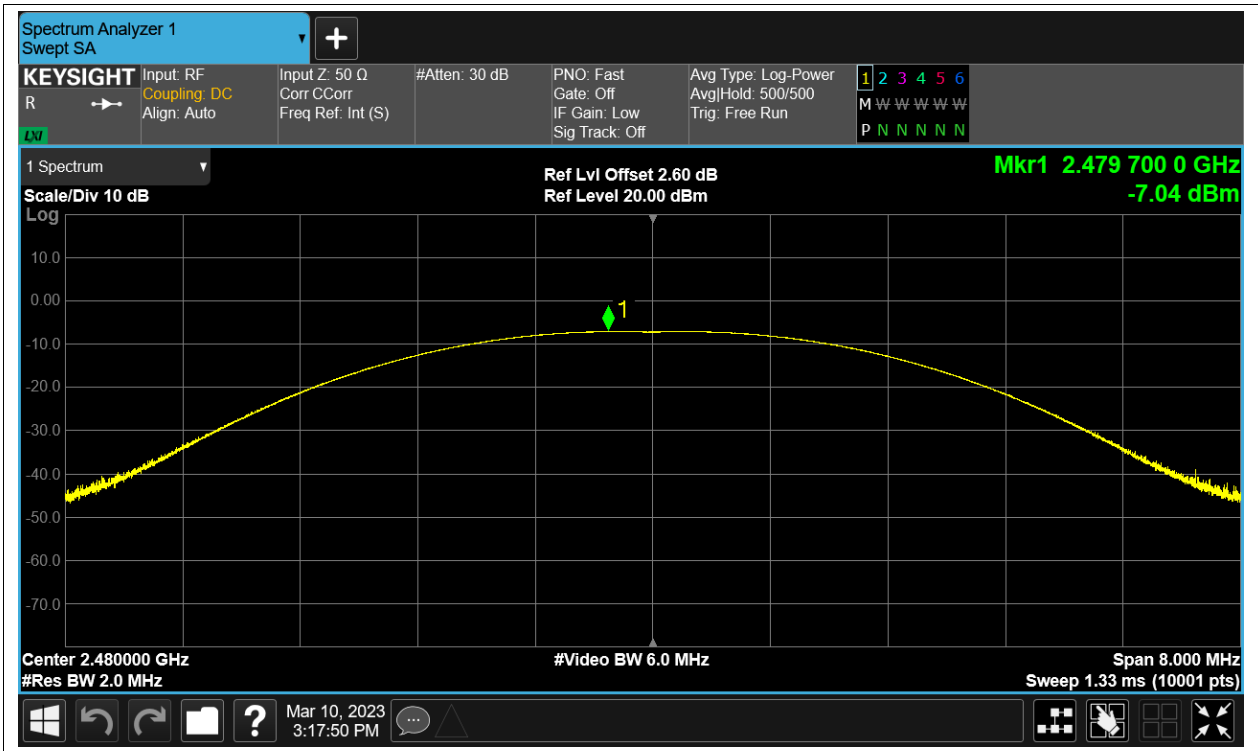 Spectrum Analyzer 1
Swept SA
KEYSIGHT
R
LXI
Input: RF
Coupling: DC
Align: Auto
Input Z: 50 Ω
Corr CCorr
Freq Ref: Int (S)
#Atten: 30 dB
PNO: Fast
Gate: Off
IF Gain: Low
Sig Track: Off
Avg Type: Log-Power
Avg|Hold: 500/500
Trig: Free Run
1 2 3 4 5 6
M W W W W W W
P N N N N N N
1 Spectrum
Scale/Div 10 dB
Log
Ref Lvl Offset 2.60 dB
Ref Level 20.00 dBm
Mkr1 2.479 700 0 GHz
-7.04 dBm
10.0
0.00
-10.0
-20.0
-30.0
-40.0
-50.0
-60.0
-70.0
1
Center 2.480000 GHz
#Res BW 2.0 MHz
#Video BW 6.0 MHz
Span 8.000 MHz
Sweep 1.33 ms (10001 pts)
?
Mar 10, 2023
3:17:50 PM